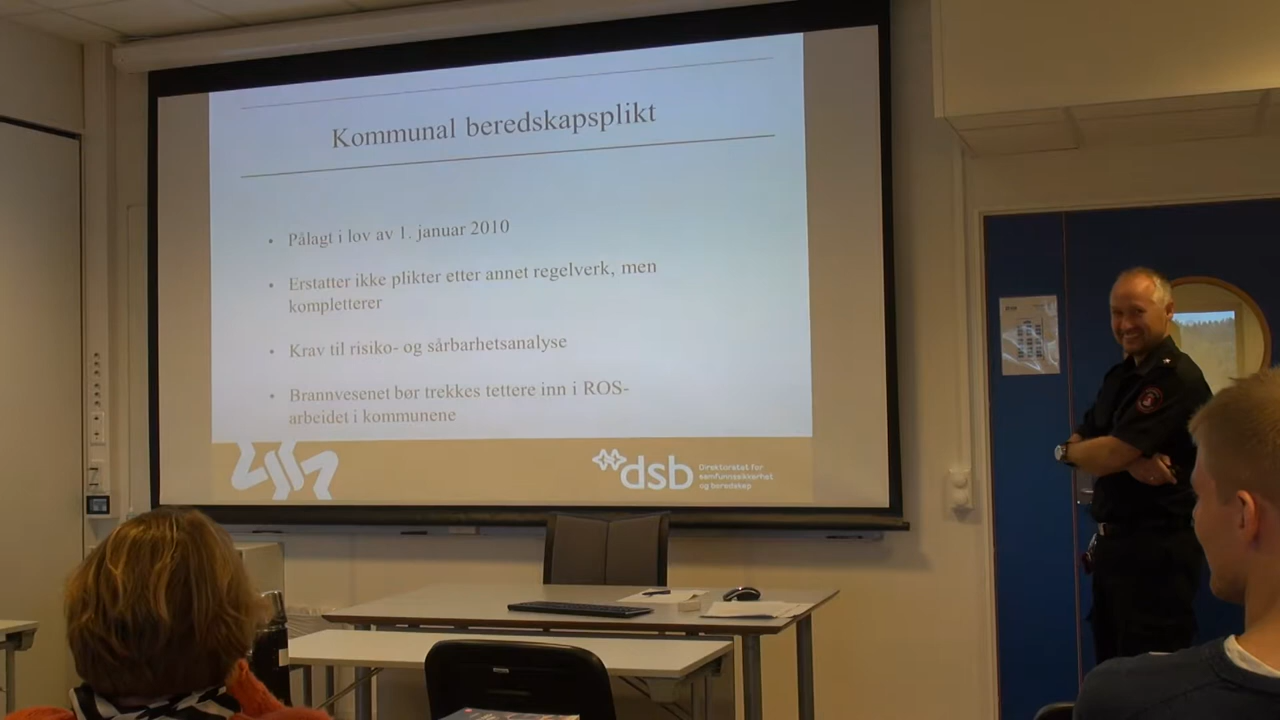 Kommunal beredskapsplikt
• Pålagt i lov av 1. januar 2010
• Erstatter ikke plikter etter annet regelverk, men
kompletterer
• Krav til risiko- og sårbarhetsanalyse
• Brannvesenet bør trekkes tettere inn i ROS-
arbeidet i kommunene
dsb
Direktoratet for
samfunnssikkerhet
og beredskap